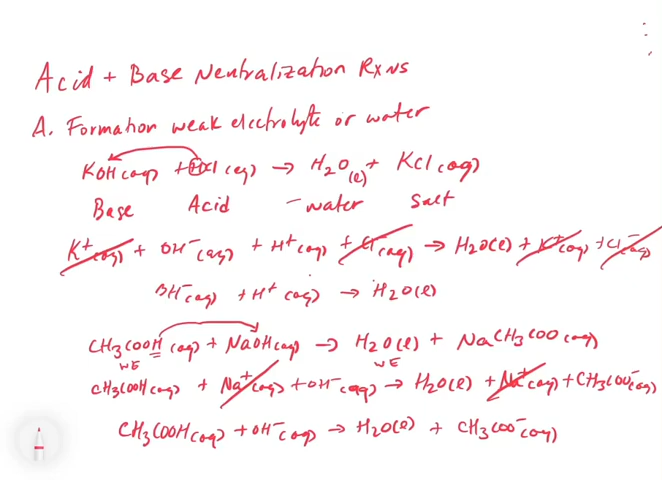 Acid + Base Neutralization Rxns
A. Formation weak electrolyte or water
KOH(aq) + HCl(aq) → H2O(l) + KCl(aq)
Base Acid – water salt
K+(aq) + OH–(aq) + H+(aq) + Cl–(aq) → H2O(l) + K+(aq) + Cl–(aq)
OH–(aq) + H+(aq) → H2O(l)
CH3COOH(aq) + NaOH(aq) → H2O(l) + NaCH3COO(aq)
WE WE
CH3COOH(aq) + Na+(aq) + OH–(aq) → H2O(l) + Na+(aq) + CH3COO–(aq)
CH3COOH(aq) + OH–(aq) → H2O(l) + CH3COO–(aq)